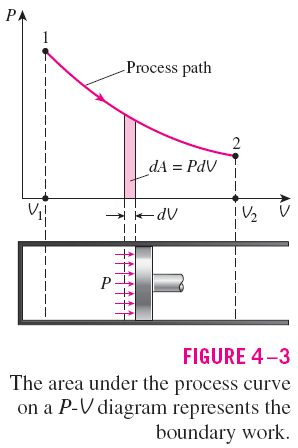 P
1
Process path
2
dA = PdV
V1
dV
V2
V
P
FIGURE 4–3
The area under the process curve
on a P-V diagram represents the
boundary work.